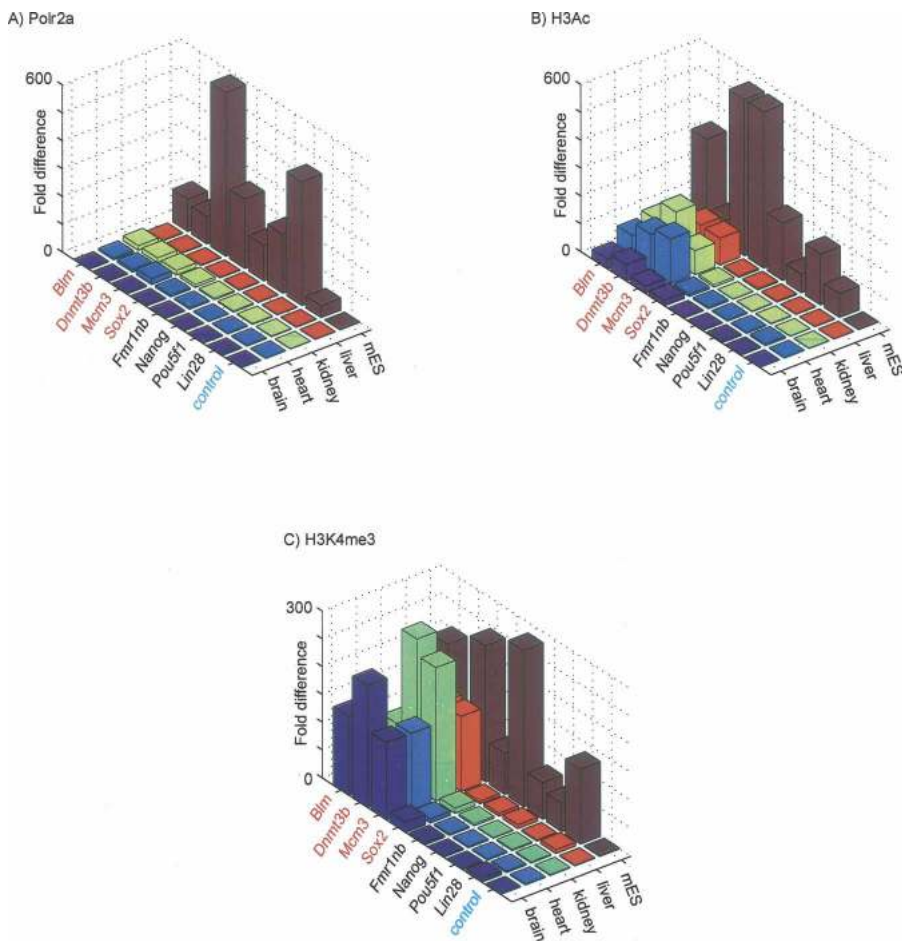 A) Polr2a
600
Fold difference
0
Blm
Dnmt3b
Mcm3
Sox2
Fmr1nb
Nanog
Pou5f1
Lin28
control
brain
heart
kidney
liver
mES
B) H3Ac
600
Fold difference
0
Blm
Dnmt3b
Mcm3
Sox2
Fmr1nb
Nanog
Pou5f1
Lin28
control
brain
heart
kidney
liver
mES
C) H3K4me3
300
Fold difference
0
Blm
Dnmt3b
Mcm3
Sox2
Fmr1nb
Nanog
Pou5f1
Lin28
control
brain
heart
kidney
liver
mES